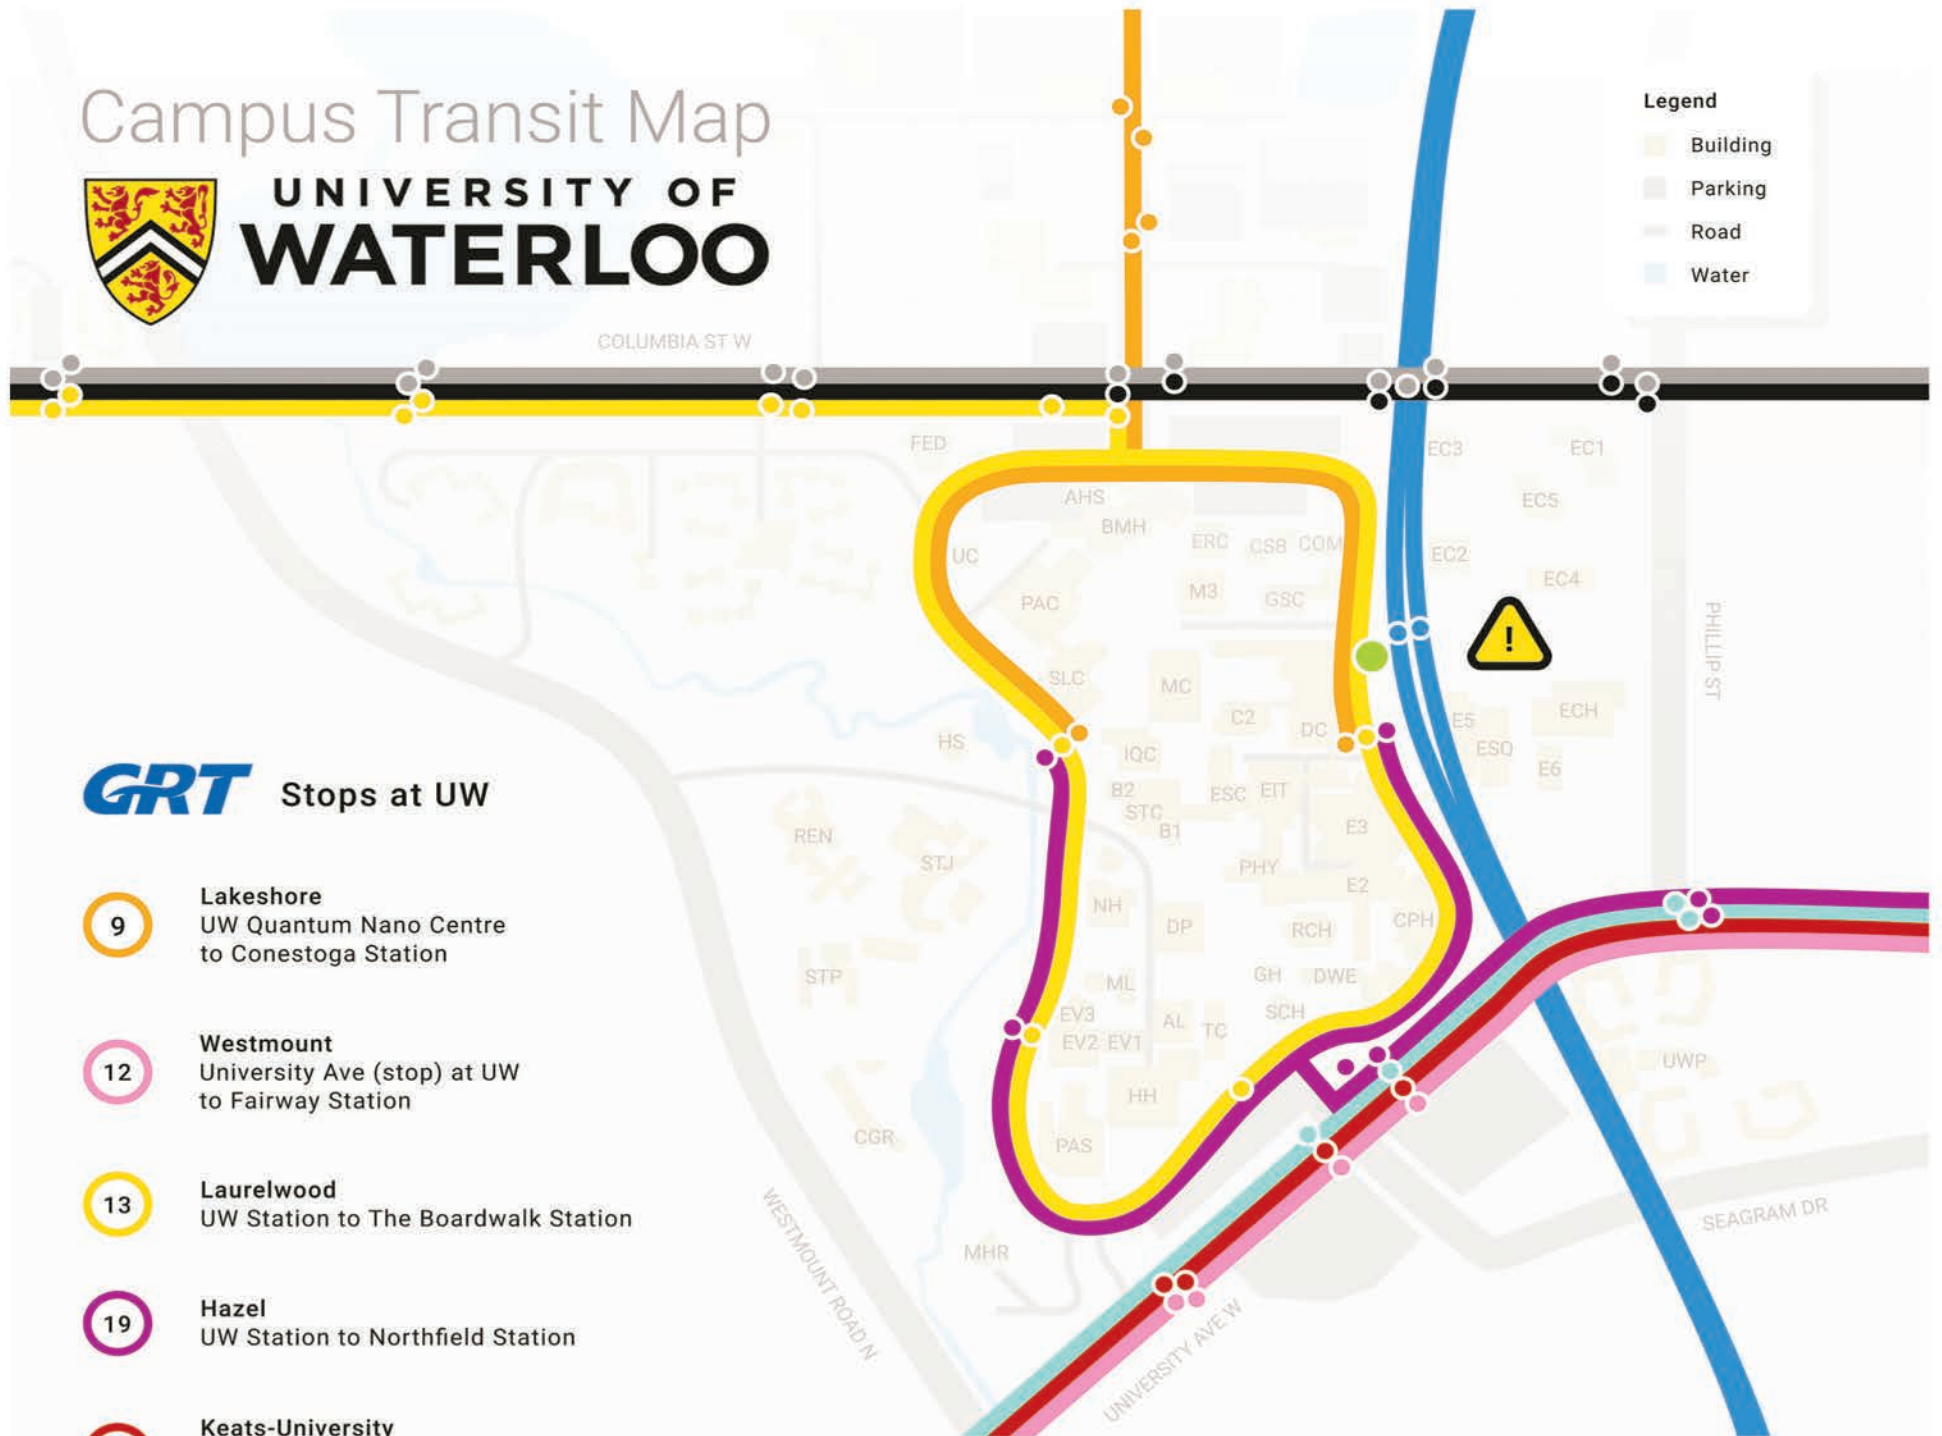 Campus Transit Map
UNIVERSITY OF
WATERLOO
Legend
Building
Parking
Road
Water
COLUMBIA ST W
FED
EC3
EC1
AHS
EC5
BMH
ERC
CSB
COM
UC
EC2
EC4
M3
GSC
PAC
!
PHILLIP ST
SLC
MC
C2
DC
E5
ECH
HS
IQC
ESQ
E6
B2
ESC
EIT
STC
B1
E3
REN
STJ
PHY
E2
NH
DP
RCH
CPH
STP
ML
GH
DWE
EV3
AL
TC
SCH
EV2
EV1
UWP
HH
CGR
PAS
MHR
WESTMOUNT ROAD N
UNIVERSITY AVE W
SEAGRAM DR
GRT Stops at UW
9
Lakeshore
UW Quantum Nano Centre
to Conestoga Station
12
Westmount
University Ave (stop) at UW
to Fairway Station
13
Laurelwood
UW Station to The Boardwalk Station
19
Hazel
UW Station to Northfield Station
Keats-University